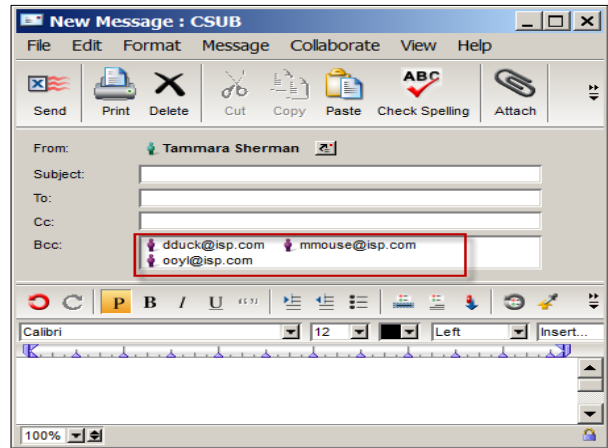 New Message : CSUB
File Edit Format Message Collaborate View Help
ABC
Send Print Delete Cut Copy Paste Check Spelling Attach
From: Tammara Sherman
Subject:
To:
Cc:
Bcc: dduck@isp.com mmouse@isp.com
ooyl@isp.com
P B I U “”
Calibri 12 Left Insert...
100%